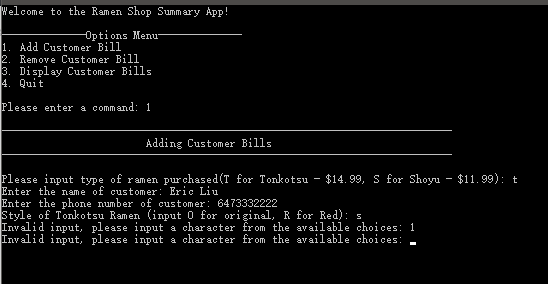 Welcome to the Ramen Shop Summary App!
Options Menu
1. Add Customer Bill
2. Remove Customer Bill
3. Display Customer Bills
4. Quit
Please enter a command: 1
Adding Customer Bills
Please input type of ramen purchased(T for Tonkotsu - $14.99, S for Shoyu - $11.99): t
Enter the name of customer: Eric Liu
Enter the phone number of customer: 6473332222
Style of Tonkotsu Ramen (input O for original, R for Red): s
Invalid input, please input a character from the available choices: 1
Invalid input, please input a character from the available choices: